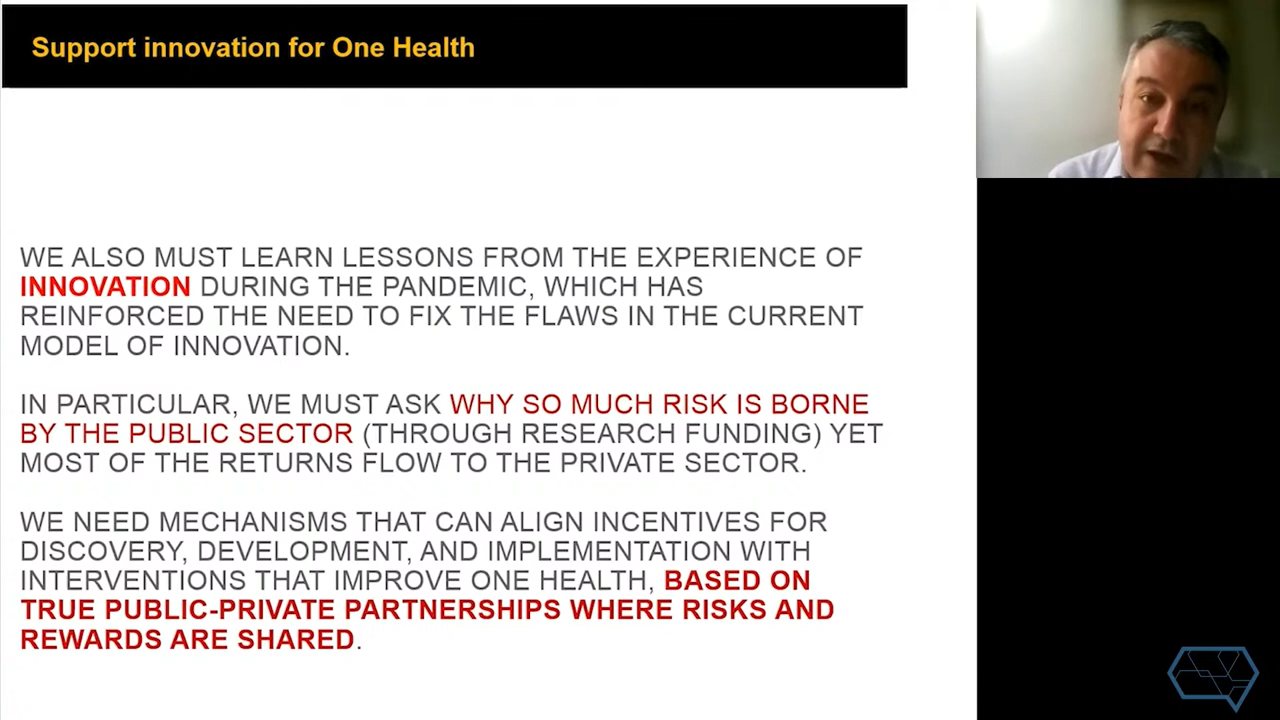 Support innovation for One Health
WE ALSO MUST LEARN LESSONS FROM THE EXPERIENCE OF
INNOVATION DURING THE PANDEMIC, WHICH HAS
REINFORCED THE NEED TO FIX THE FLAWS IN THE CURRENT
MODEL OF INNOVATION.
IN PARTICULAR, WE MUST ASK WHY SO MUCH RISK IS BORNE
BY THE PUBLIC SECTOR (THROUGH RESEARCH FUNDING) YET
MOST OF THE RETURNS FLOW TO THE PRIVATE SECTOR.
WE NEED MECHANISMS THAT CAN ALIGN INCENTIVES FOR
DISCOVERY, DEVELOPMENT, AND IMPLEMENTATION WITH
INTERVENTIONS THAT IMPROVE ONE HEALTH, BASED ON
TRUE PUBLIC-PRIVATE PARTNERSHIPS WHERE RISKS AND
REWARDS ARE SHARED.